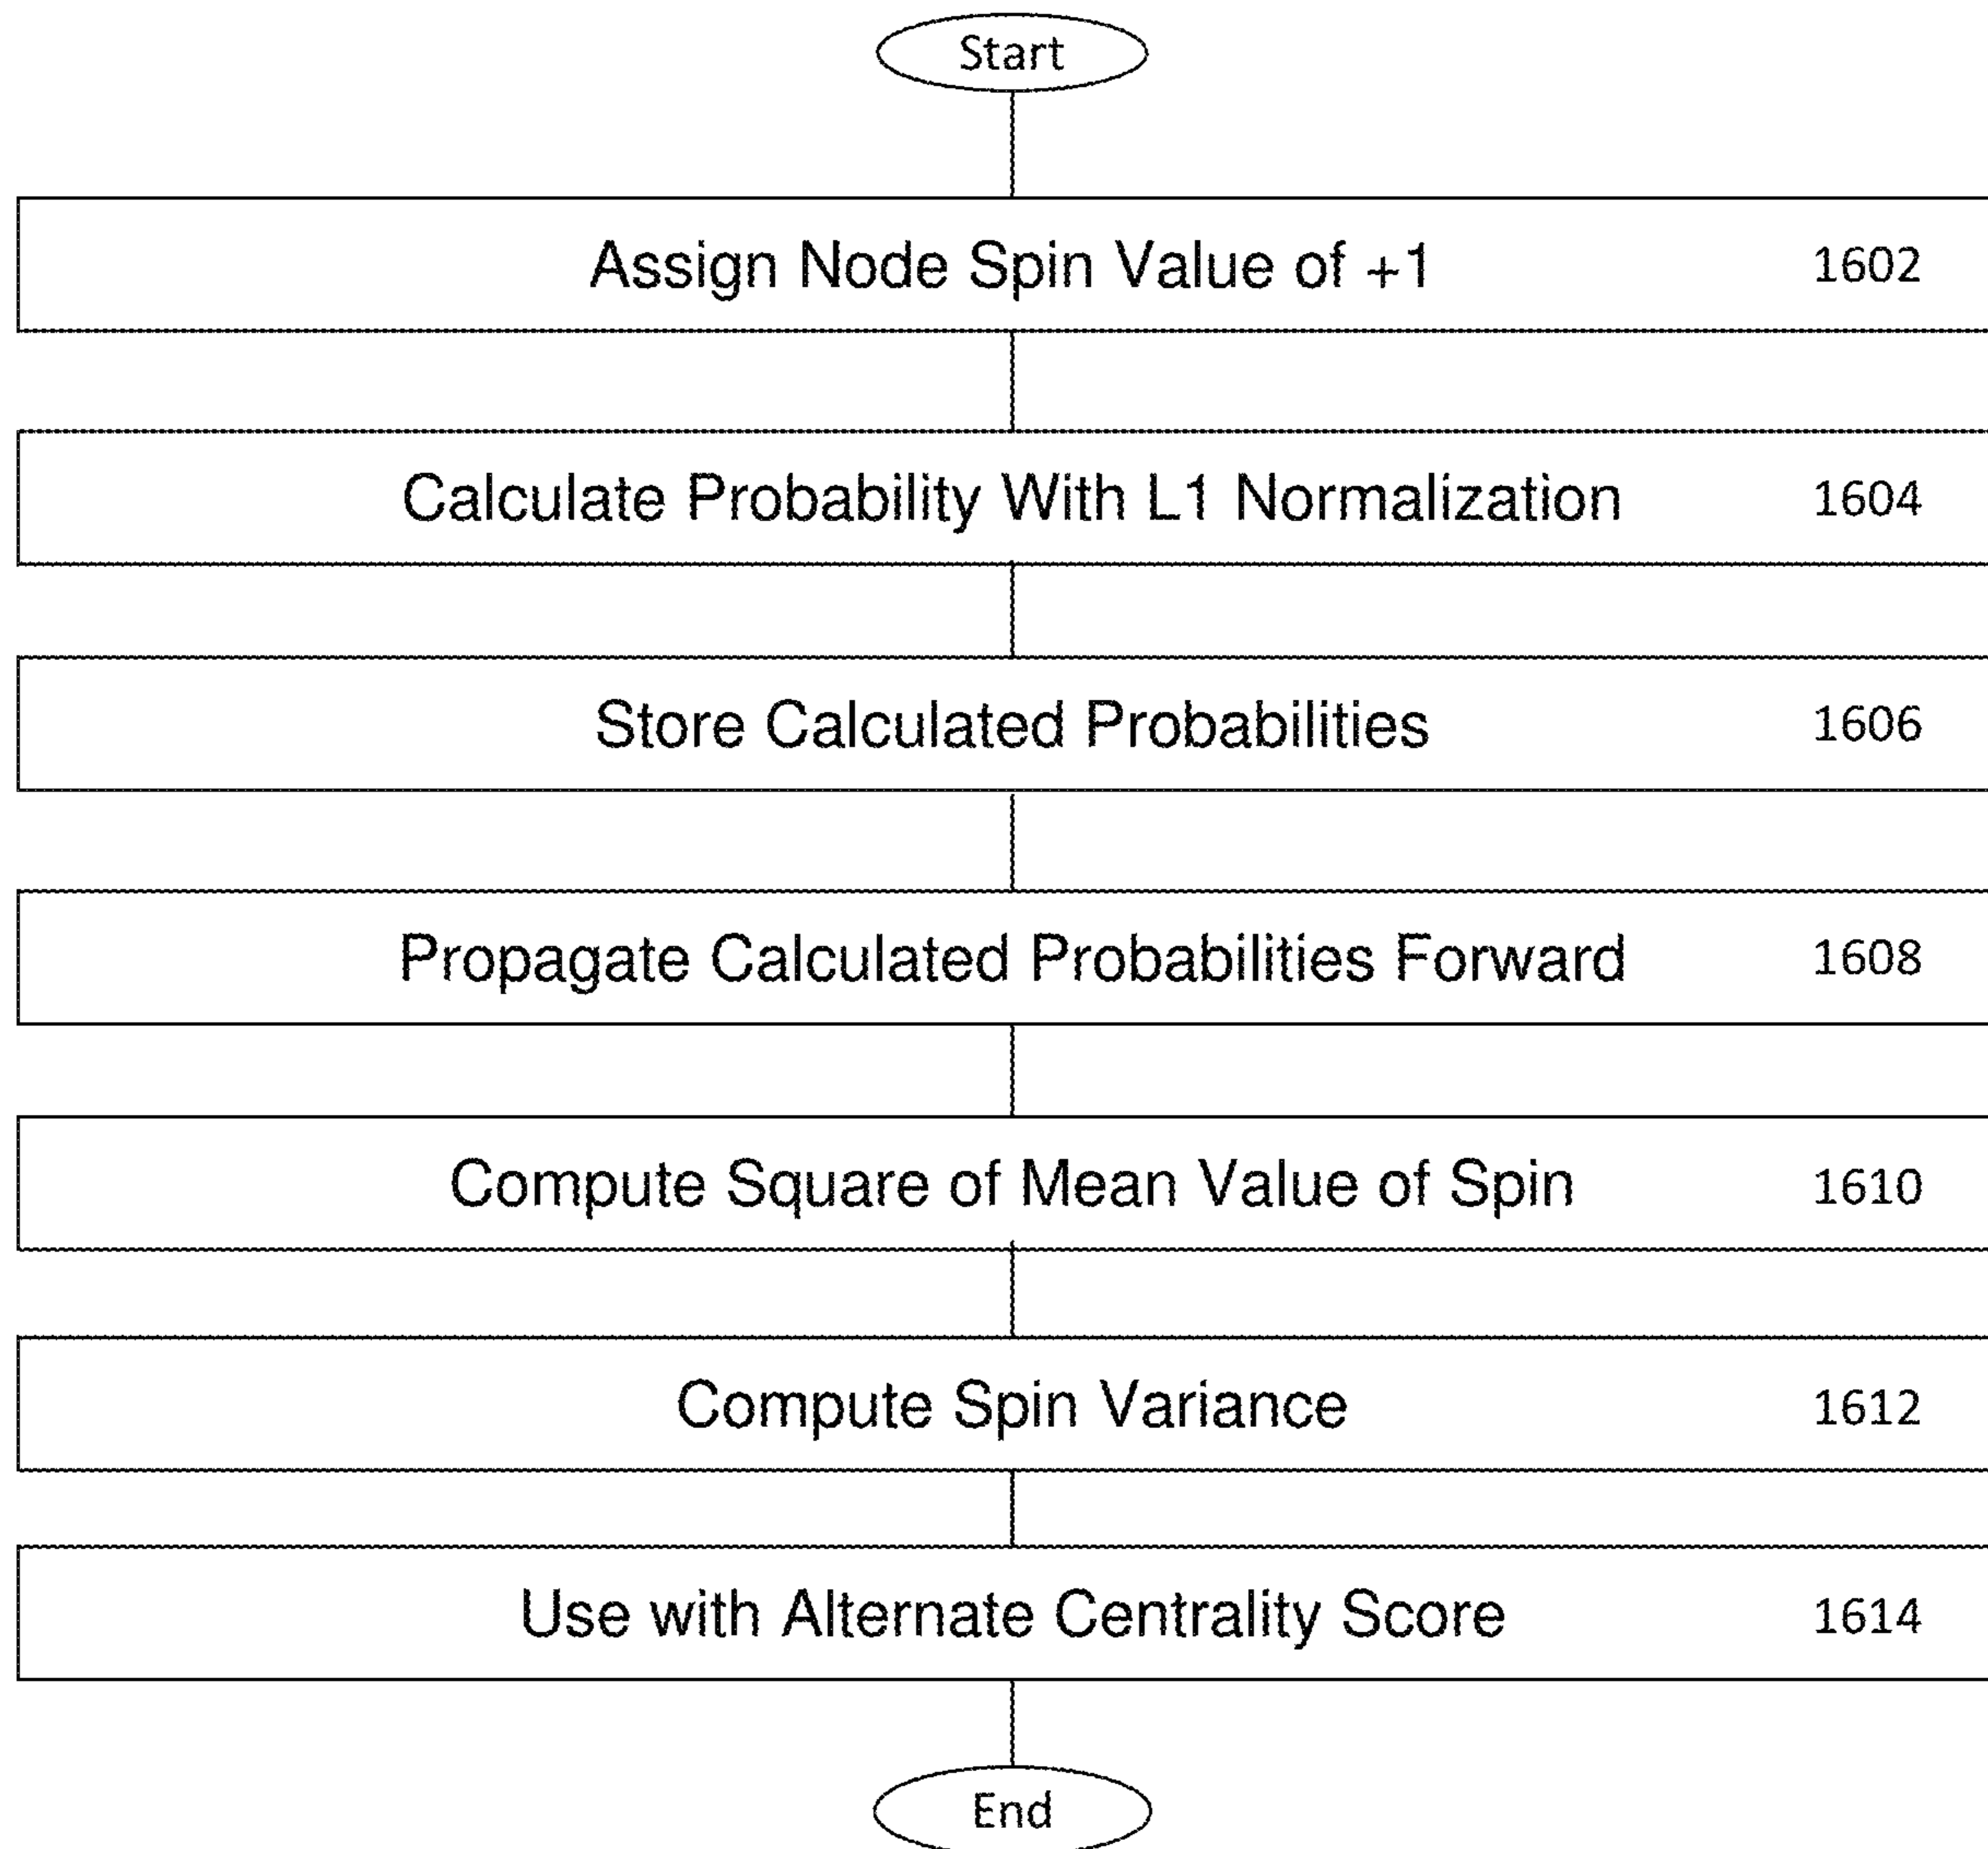 Start
Assign Node Spin Value of +1 1602
Calculate Probability With L1 Normalization 1604
Store Calculated Probabilities 1606
Propagate Calculated Probabilities Forward 1608
Compute Square of Mean Value of Spin 1610
Compute Spin Variance 1612
Use with Alternate Centrality Score 1614
End